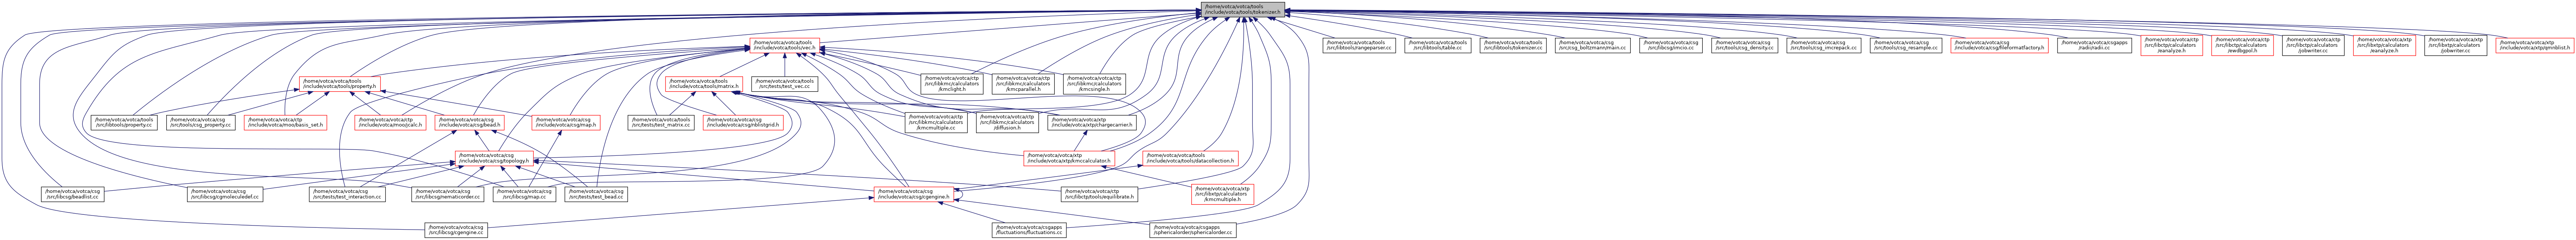 /home/votca/votca/tools
/include/votca/tools/tokenizer.h
/home/votca/votca/tools
/include/votca/tools/vec.h
/home/votca/votca/tools
/src/libtools/rangeparser.cc
/home/votca/votca/tools
/src/libtools/table.cc
/home/votca/votca/tools
/src/libtools/tokenizer.cc
/home/votca/votca/csg
/src/csg_boltzmann/main.cc
/home/votca/votca/csg
/src/libcsg/imcio.cc
/home/votca/votca/csg
/src/tools/csg_density.cc
/home/votca/votca/csg
/src/tools/csg_imcrepack.cc
/home/votca/votca/csg
/src/tools/csg_resample.cc
/home/votca/votca/csg
/include/votca/csg/fileformatfactory.h
/home/votca/votca/csgapps
/radii/radii.cc
/home/votca/votca/ctp
/src/libctp/calculators
/eanalyze.h
/home/votca/votca/ctp
/src/libctp/calculators
/ewdbgpol.h
/home/votca/votca/ctp
/src/libctp/calculators
/jobwriter.cc
/home/votca/votca/xtp
/src/libxtp/calculators
/eanalyze.h
/home/votca/votca/xtp
/src/libxtp/calculators
/jobwriter.cc
/home/votca/votca/xtp
/include/votca/xtp/qmnblist.h
/home/votca/votca/tools
/include/votca/tools/property.h
/home/votca/votca/tools
/include/votca/tools/matrix.h
/home/votca/votca/tools
/src/tests/test_vec.cc
/home/votca/votca/ctp
/src/libkmc/calculators
/kmclight.h
/home/votca/votca/ctp
/src/libkmc/calculators
/kmcparallel.h
/home/votca/votca/ctp
/src/libkmc/calculators
/kmcsingle.h
/home/votca/votca/tools
/src/libtools/property.cc
/home/votca/votca/csg
/src/tools/csg_property.cc
/home/votca/votca/ctp
/include/votca/moo/basis_set.h
/home/votca/votca/ctp
/include/votca/moo/jcalc.h
/home/votca/votca/csg
/include/votca/csg/bead.h
/home/votca/votca/csg
/include/votca/csg/map.h
/home/votca/votca/tools
/src/tests/test_matrix.cc
/home/votca/votca/csg
/include/votca/csg/nblistgrid.h
/home/votca/votca/ctp
/src/libkmc/calculators
/kmcmultiple.cc
/home/votca/votca/ctp
/src/libkmc/calculators
/diffusion.h
/home/votca/votca/xtp
/include/votca/xtp/chargecarrier.h
/home/votca/votca/csg
/include/votca/csg/topology.h
/home/votca/votca/xtp
/include/votca/xtp/kmccalculator.h
/home/votca/votca/tools
/include/votca/tools/datacollection.h
/home/votca/votca/csg
/src/libcsg/beadlist.cc
/home/votca/votca/csg
/src/libcsg/cgmoleculedef.cc
/home/votca/votca/csg
/src/tests/test_interaction.cc
/home/votca/votca/csg
/src/libcsg/nematicorder.cc
/home/votca/votca/csg
/src/libcsg/map.cc
/home/votca/votca/csg
/src/tests/test_bead.cc
/home/votca/votca/csg
/include/votca/csg/cgengine.h
/home/votca/votca/ctp
/src/libctp/tools/equilibrate.h
/home/votca/votca/xtp
/src/libxtp/calculators
/kmcmultiple.h
/home/votca/votca/csg
/src/libcsg/cgengine.cc
/home/votca/votca/csgapps
/fluctuations/fluctuations.cc
/home/votca/votca/csgapps
/sphericalorder/sphericalorder.cc